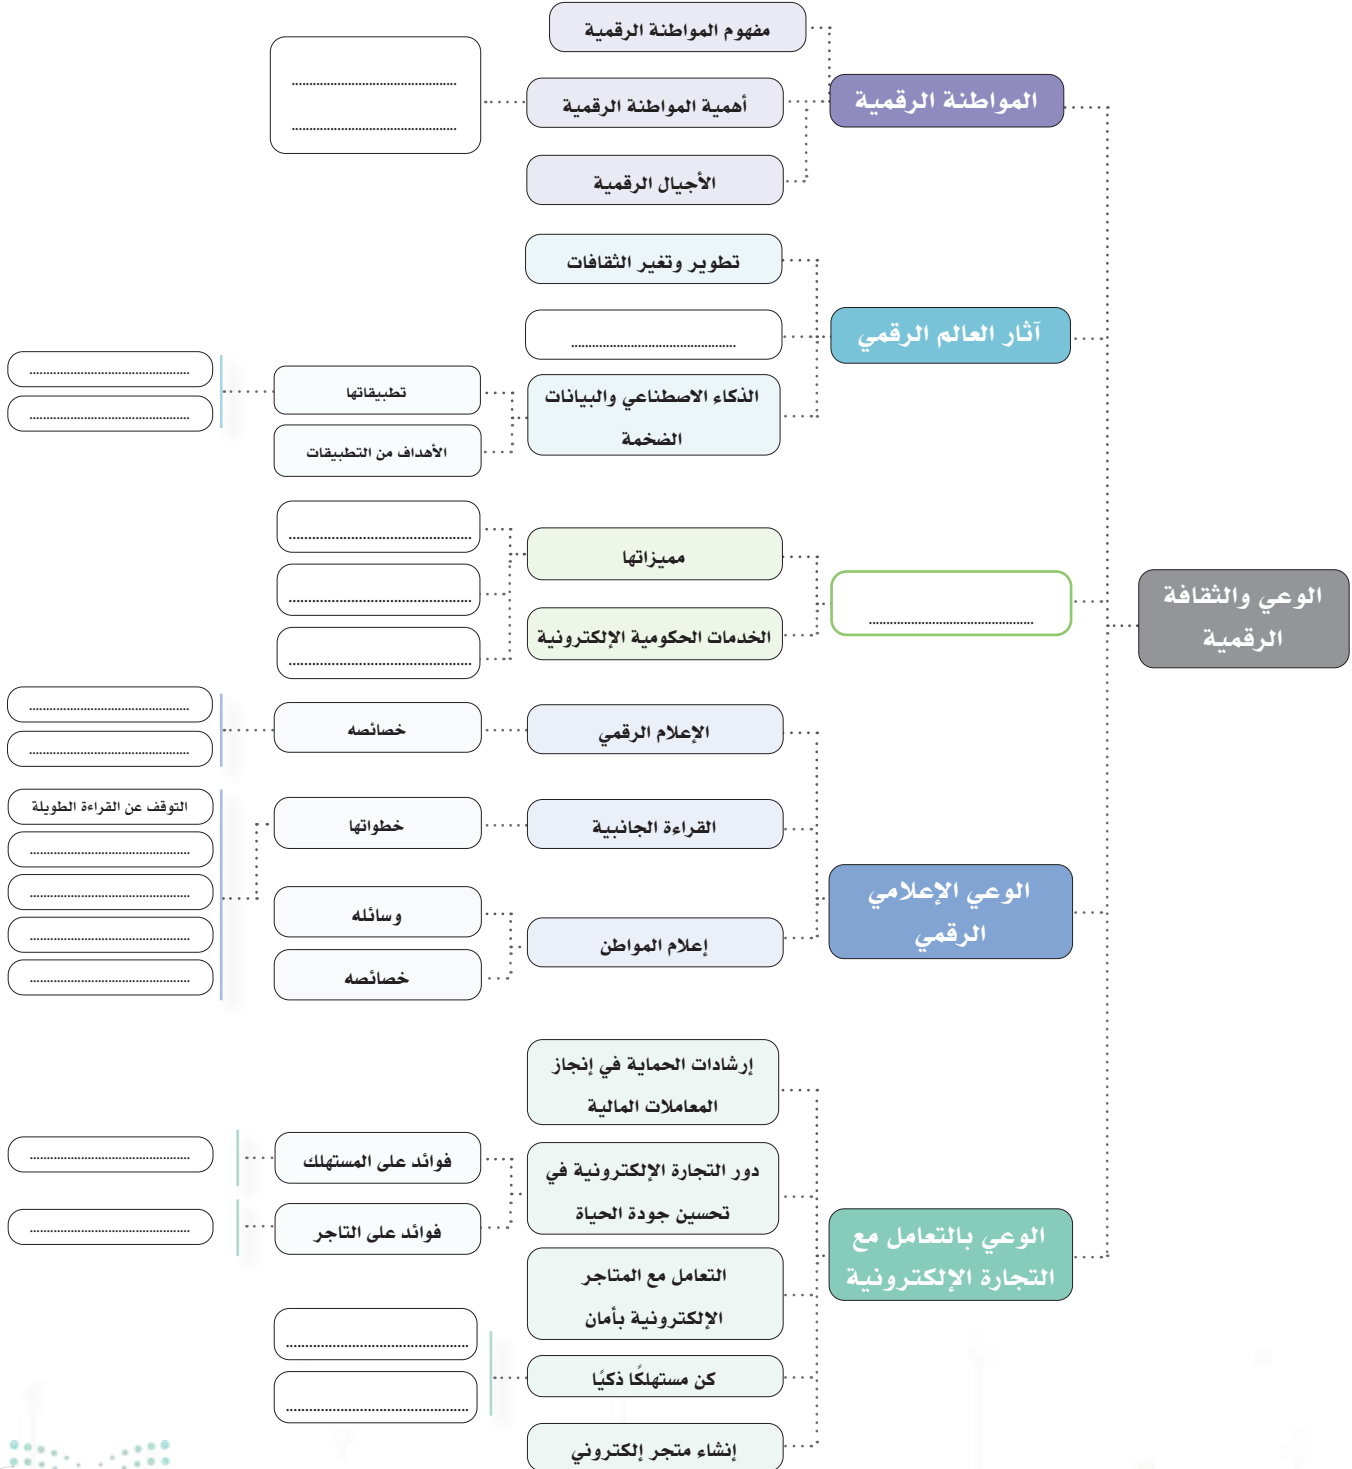 الوعي والثقافة
الرقمية
المواطنة الرقمية
مفهوم المواطنة الرقمية
أهمية المواطنة الرقمية
................................................
................................................
الأجيال الرقمية
آثار العالم الرقمي
تطوير وتغير الثقافات
................................................
الذكاء الاصطناعي والبيانات
الضخمة
تطبيقاتها
................................................
................................................
الأهداف من التطبيقات
................................................
مميزاتها
................................................
................................................
................................................
الخدمات الحكومية الإلكترونية
الوعي الإعلامي
الرقمي
الإعلام الرقمي
خصائصه
................................................
................................................
القراءة الجانبية
خطواتها
التوقف عن القراءة الطويلة
................................................
................................................
................................................
................................................
إعلام المواطن
وسائله
خصائصه
الوعي بالتعامل مع
التجارة الإلكترونية
إرشادات الحماية في إنجاز
المعاملات المالية
دور التجارة الإلكترونية في
تحسين جودة الحياة
فوائد على المستهلك
................................................
فوائد على التاجر
................................................
التعامل مع المتاجر
الإلكترونية بأمان
كن مستهلكًا ذكيًا
................................................
................................................
إنشاء متجر إلكتروني